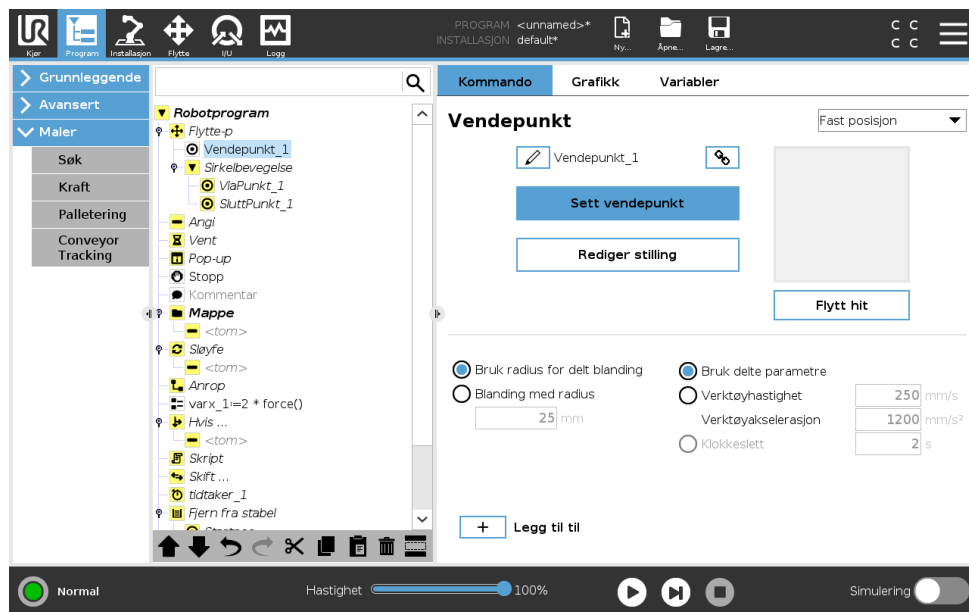 PROGRAM <unnamed>*
INSTALLASJON default*
Kjør Program Installasjon Flytte I/U Logg Ny... Åpne... Lagre...
C C
C C
Grunnleggende
Avansert
Maler
Søk
Kraft
Palletering
Conveyor
Tracking
Robotprogram
Flytte-p
Vendepunkt_1
Sirkelbevegelse
ViaPunkt_1
SluttPunkt_1
Angi
Vent
Pop-up
Stopp
Kommentar
Mappe
<tom>
Sløyfe
<tom>
Anrop
varx_1:=2 * force()
Hvis ...
<tom>
Skript
Skift ...
tidtaker_1
Fjern fra stabel
Kommando Grafikk Variabler
Vendepunkt
Fast posisjon
Vendepunkt_1
Sett vendepunkt
Rediger stilling
Flytt hit
Bruk radius for delt blanding
Blanding med radius
25 mm
Bruk delte parametre
Verktøyhastighet 250 mm/s
Verktøyakselerasjon 1200 mm/s²
Klokkeslett 2 s
+ Legg til til
Normal
Hastighet 100%
Simulering